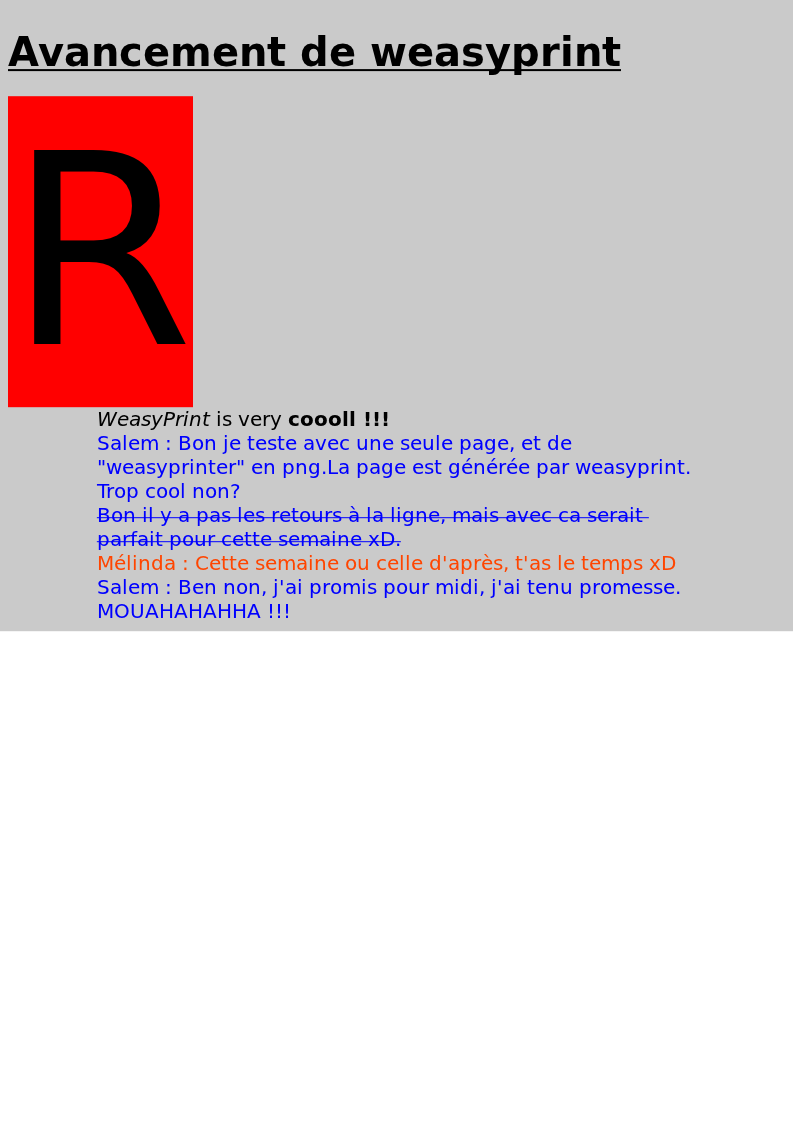 Avancement de weasyprint
R
WeasyPrint is very coooll !!!
Salem : Bon je teste avec une seule page, et de
"weasyprinter" en png.La page est générée par weasyprint.
Trop cool non?
Bon il y a pas les retours à la ligne, mais avec ca serait
parfait pour cette semaine xD.
Mélinda : Cette semaine ou celle d'après, t'as le temps xD
Salem : Ben non, j'ai promis pour midi, j'ai tenu promesse.
MOUAHAHAHHA !!!